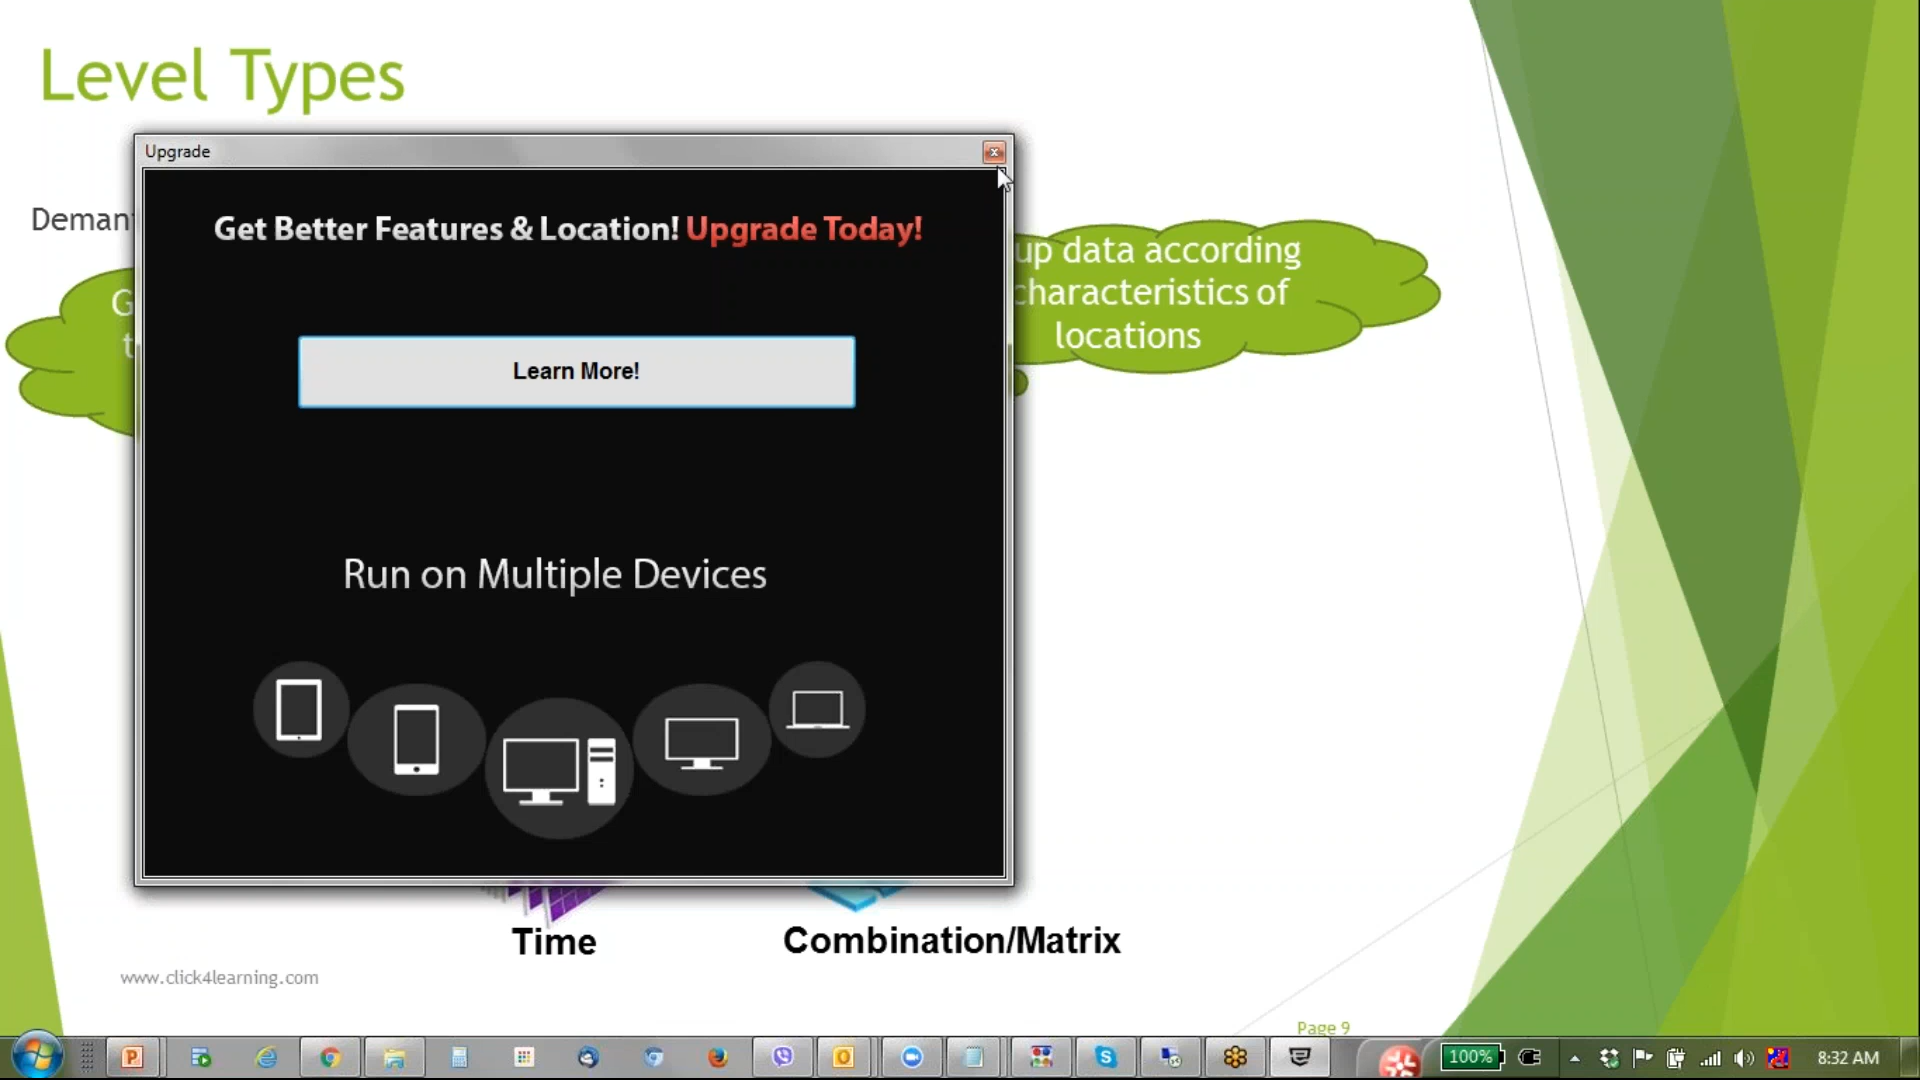 Level Types
Upgrade
Get Better Features & Location! Upgrade Today!
up data according
characteristics of
locations
Learn More!
Run on Multiple Devices
Time
Combination/Matrix
www.click4learning.com
Page 9
100%
8:32 AM